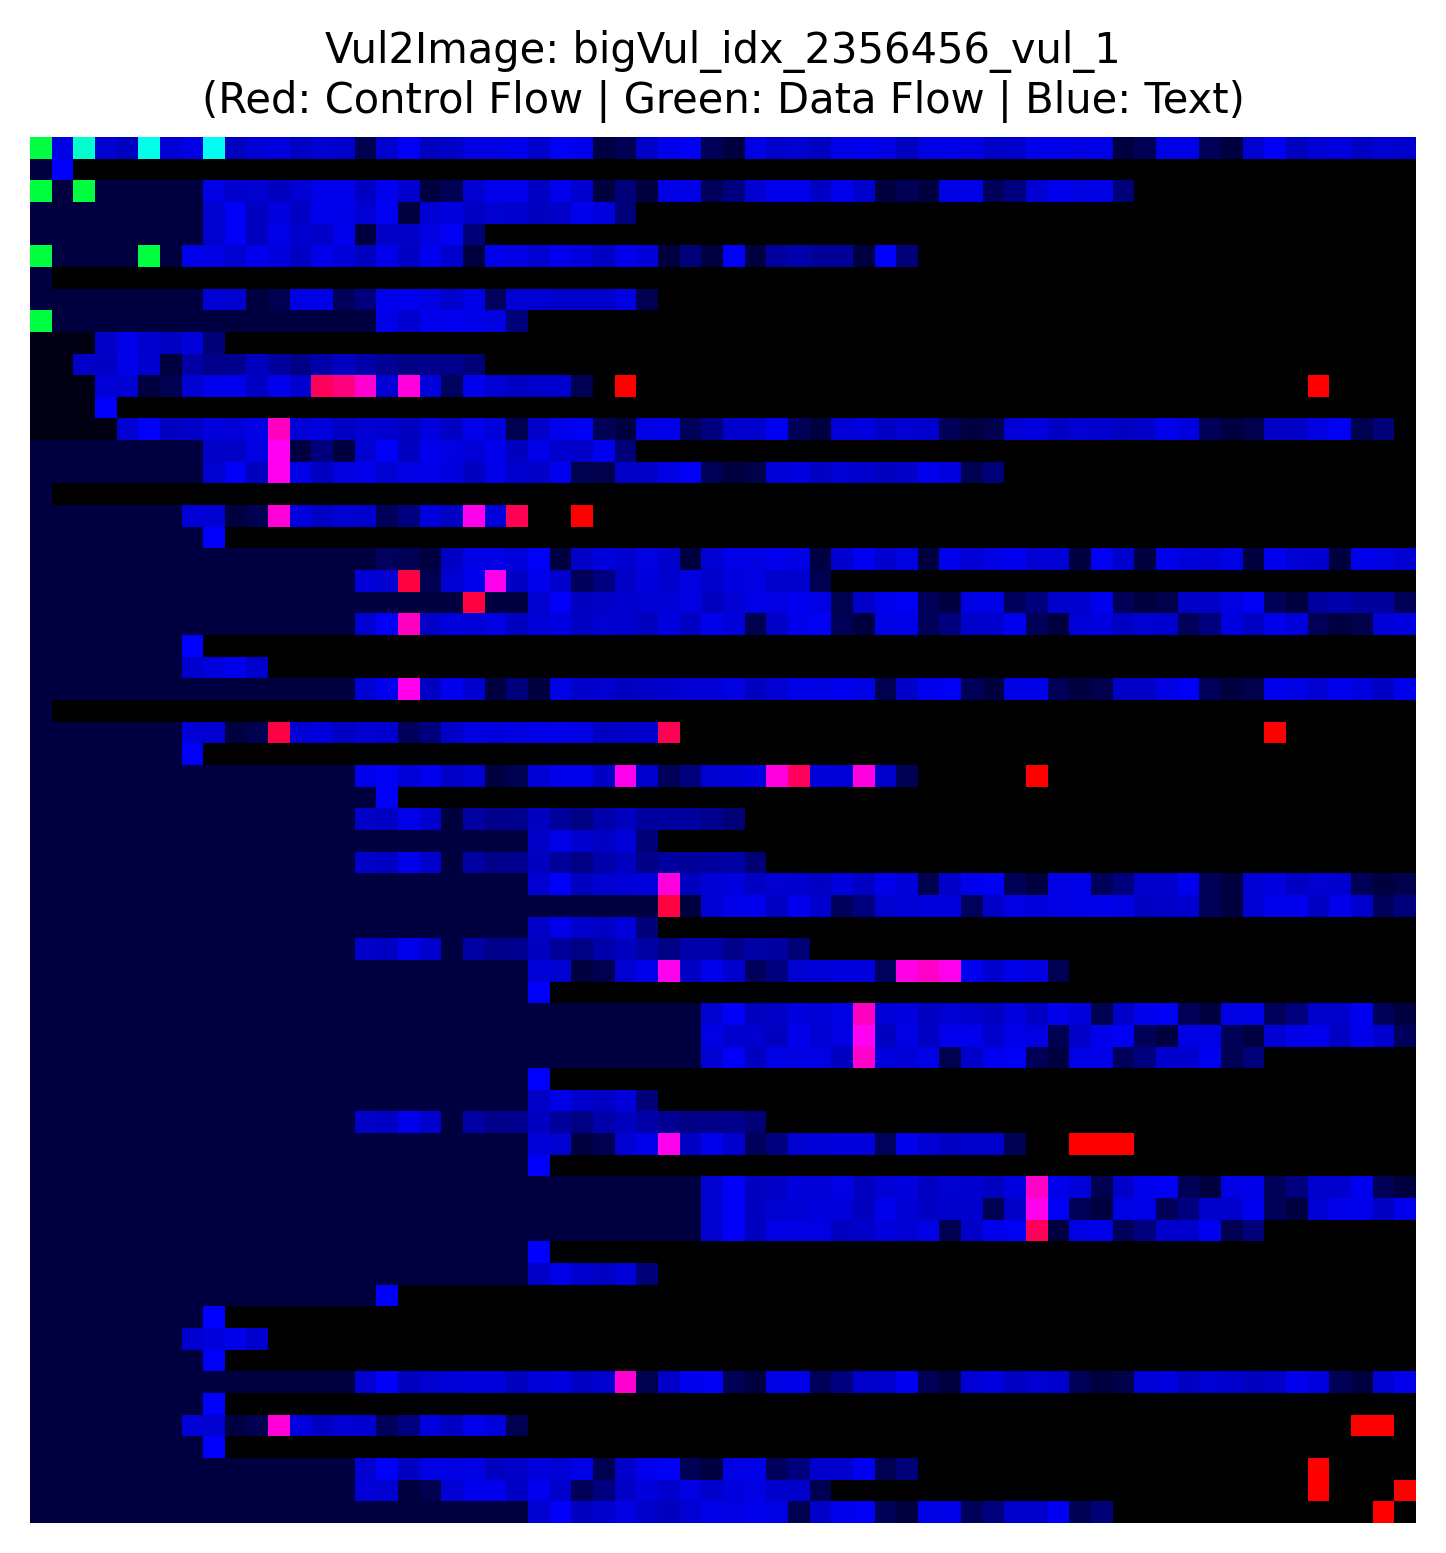 Vul2Image: bigVul_idx_2356456_vul_1
(Red: Control Flow | Green: Data Flow | Blue: Text)